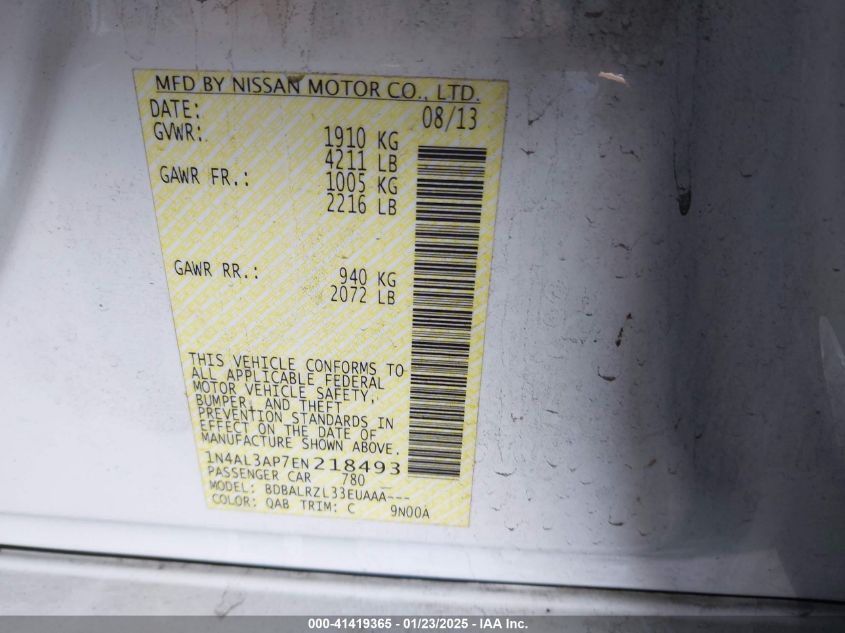 MFD BY NISSAN MOTOR CO., LTD.
DATE: 08/13
GVWR: 1910 KG
4211 LB
GAWR FR.: 1005 KG
2216 LB
GAWR RR.: 940 KG
2072 LB
THIS VEHICLE CONFORMS TO
ALL APPLICABLE FEDERAL
MOTOR VEHICLE SAFETY,
BUMPER, AND THEFT
PREVENTION STANDARDS IN
EFFECT ON THE DATE OF
MANUFACTURE SHOWN ABOVE.
1N4AL3AP7EN218493
PASSENGER CAR 780
MODEL: BDBALRZL33EUAAA---
COLOR: QAB TRIM: C 9N00A
000-41419365 - 01/23/2025 - IAA Inc.